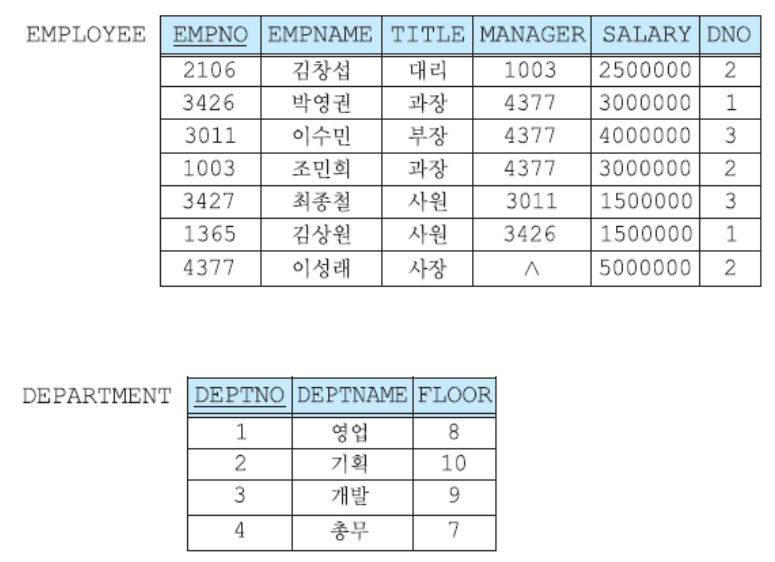 EMPLOYEE EMPNO EMPNAME TITLE MANAGER SALARY DNO
2106 김창섭 대리 1003 2500000 2
3426 박영권 과장 4377 3000000 1
3011 이수민 부장 4377 4000000 3
1003 조민희 과장 4377 3000000 2
3427 최종철 사원 3011 1500000 3
1365 김상원 사원 3426 1500000 1
4377 이성래 사장 ∧ 5000000 2
DEPARTMENT DEPTNO DEPTNAME FLOOR
1 영업 8
2 기획 10
3 개발 9
4 총무 7